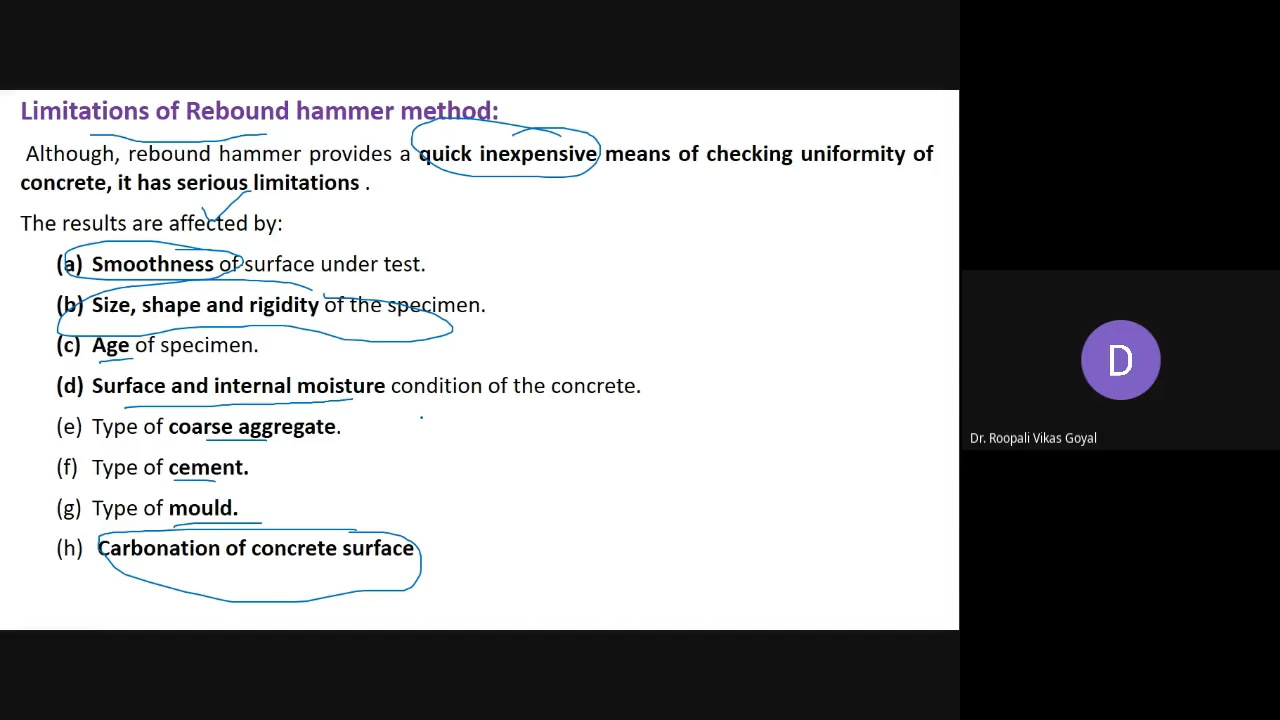 Limitations of Rebound hammer method:
Although, rebound hammer provides a quick inexpensive means of checking uniformity of
concrete, it has serious limitations .
The results are affected by:
(a) Smoothness of surface under test.
(b) Size, shape and rigidity of the specimen.
(c) Age of specimen.
(d) Surface and internal moisture condition of the concrete.
(e) Type of coarse aggregate.
(f) Type of cement.
(g) Type of mould.
(h) Carbonation of concrete surface
D
Dr. Roopali Vikas Goyal